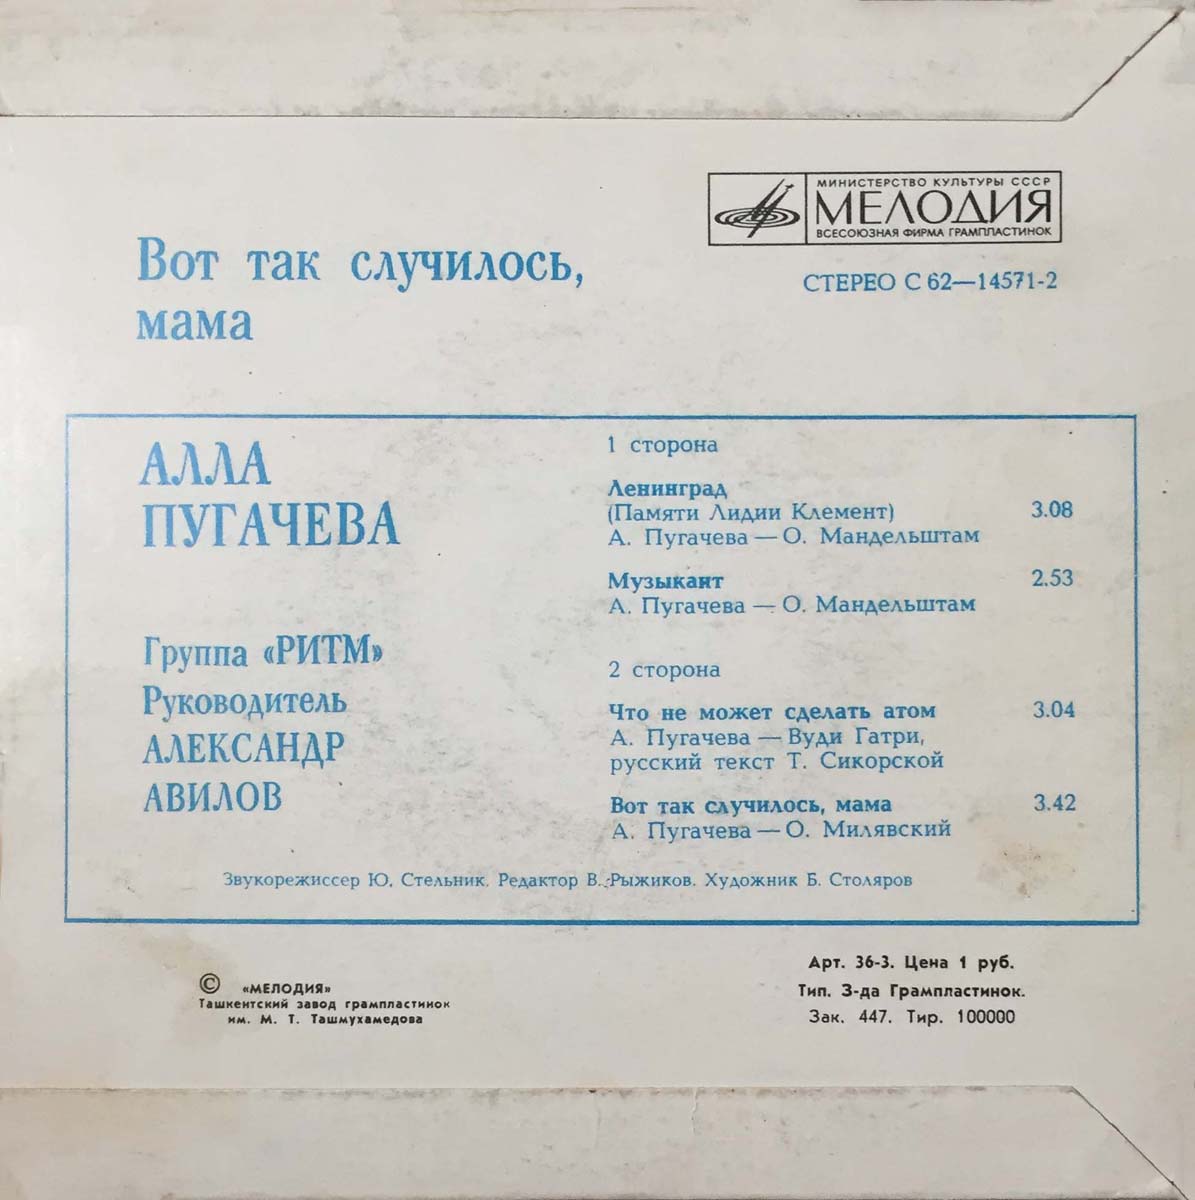 МИНИСТЕРСТВО КУЛЬТУРЫ СССР
МЕЛОДИЯ
ВСЕСОЮЗНАЯ ФИРМА ГРАМПЛАСТИНОК
СТЕРЕО С 62—14571-2
Вот так случилось,
мама
АЛЛА
ПУГАЧЕВА
Группа «РИТМ»
Руководитель
АЛЕКСАНДР
АВИЛОВ
1 сторона
Ленинград
(Памяти Лидии Клемент) 3.08
А. Пугачева — О. Мандельштам
Музыкант 2.53
А. Пугачева — О. Мандельштам
2 сторона
Что не может сделать атом 3.04
А. Пугачева — Вуди Гатри,
русский текст Т. Сикорской
Вот так случилось, мама 3.42
А. Пугачева — О. Милявский
Звукорежиссер Ю. Стельник. Редактор В. Рыжиков. Художник Б. Столяров
© «МЕЛОДИЯ»
Ташкентский завод грампластинок
им. М. Т. Ташмухамедова
Арт. 36-3. Цена 1 руб.
Тип. З-да Грампластинок.
Зак. 447. Тир. 100000